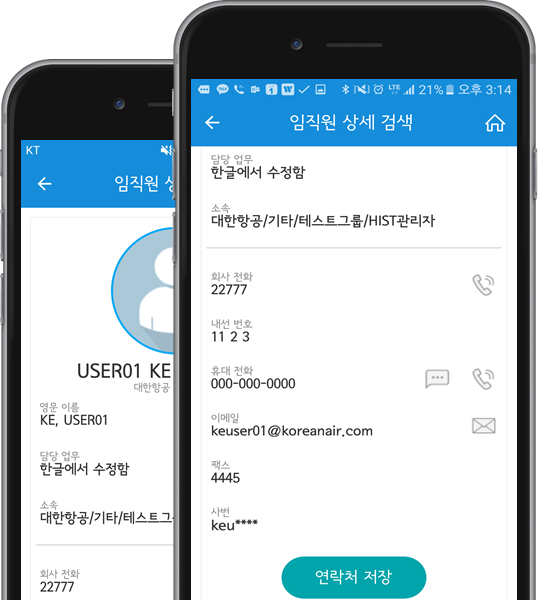 KT
임직원 상
USER01 KE
대한항공
영문 이름
KE, USER01
담당 업무
한글에서 수정함
소속
대한항공/기타/테스트그
회사 전화
22777
LTE 21% 오후 3:14
임직원 상세 검색
담당 업무
한글에서 수정함
소속
대한항공/기타/테스트그룹/HIST관리자
회사 전화
22777
내선 번호
11 2 3
휴대 전화
000-000-0000
이메일
keuser01@koreanair.com
팩스
4445
사번
keu****
연락처 저장